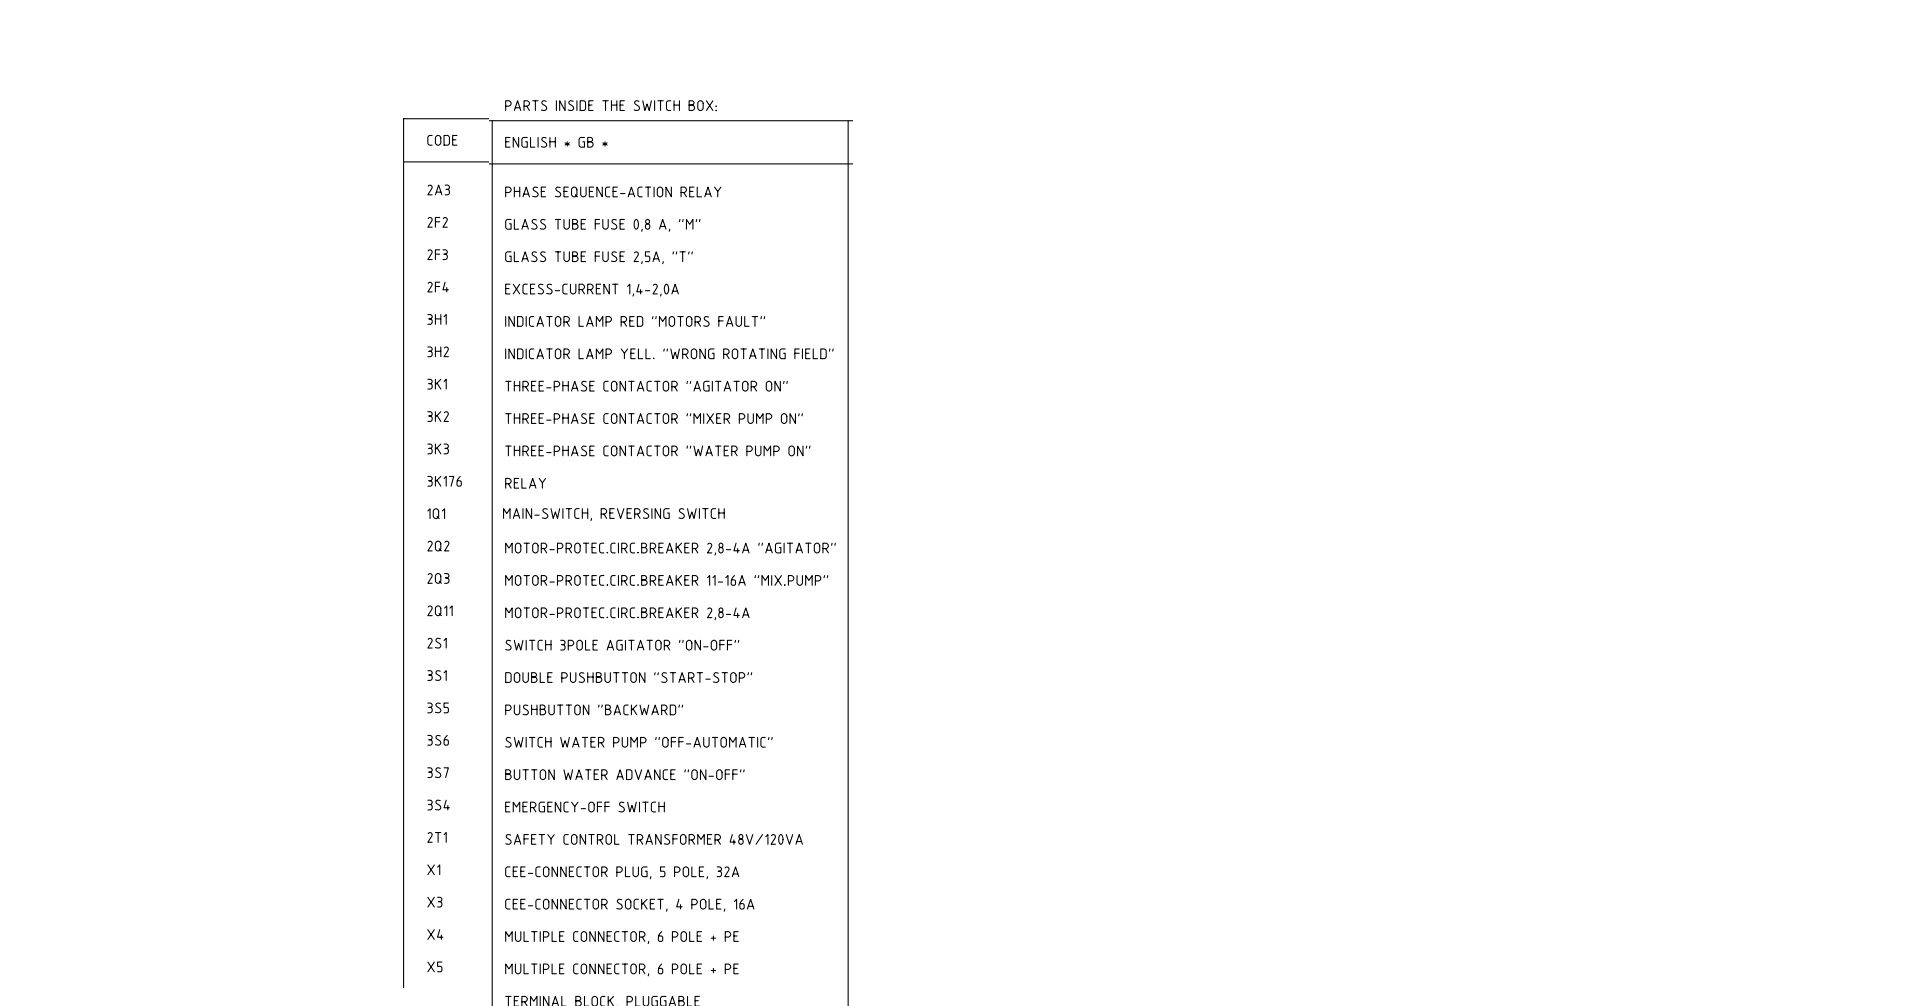 PARTS INSIDE THE SWITCH BOX:
CODE ENGLISH * GB *
2A3 PHASE SEQUENCE-ACTION RELAY
2F2 GLASS TUBE FUSE 0,8 A, "M"
2F3 GLASS TUBE FUSE 2,5A, "T"
2F4 EXCESS-CURRENT 1,4-2,0A
3H1 INDICATOR LAMP RED "MOTORS FAULT"
3H2 INDICATOR LAMP YELL. "WRONG ROTATING FIELD"
3K1 THREE-PHASE CONTACTOR "AGITATOR ON"
3K2 THREE-PHASE CONTACTOR "MIXER PUMP ON"
3K3 THREE-PHASE CONTACTOR "WATER PUMP ON"
3K176 RELAY
1Q1 MAIN-SWITCH, REVERSING SWITCH
2Q2 MOTOR-PROTEC.CIRC.BREAKER 2,8-4A "AGITATOR"
2Q3 MOTOR-PROTEC.CIRC.BREAKER 11-16A "MIX.PUMP"
2Q11 MOTOR-PROTEC.CIRC.BREAKER 2,8-4A
2S1 SWITCH 3POLE AGITATOR "ON-OFF"
3S1 DOUBLE PUSHBUTTON "START-STOP"
3S5 PUSHBUTTON "BACKWARD"
3S6 SWITCH WATER PUMP "OFF-AUTOMATIC"
3S7 BUTTON WATER ADVANCE "ON-OFF"
3S4 EMERGENCY-OFF SWITCH
2T1 SAFETY CONTROL TRANSFORMER 48V/120VA
X1 CEE-CONNECTOR PLUG, 5 POLE, 32A
X3 CEE-CONNECTOR SOCKET, 4 POLE, 16A
X4 MULTIPLE CONNECTOR, 6 POLE + PE
X5 MULTIPLE CONNECTOR, 6 POLE + PE
TERMINAL BLOCK, PLUGGABLE